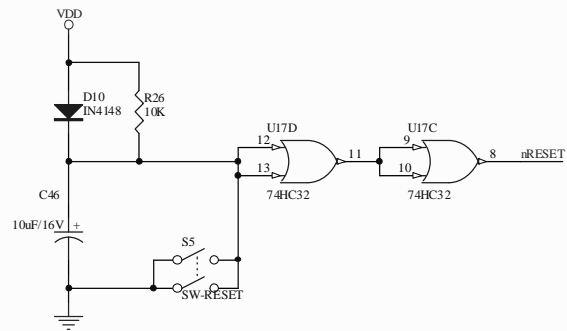 VDD
D10
IN4148
R26
10K
U17D
U17C
12
13
11
9
10
8
nRESET
74HC32
74HC32
C46
10uF/16V +
S5
SW-RESET